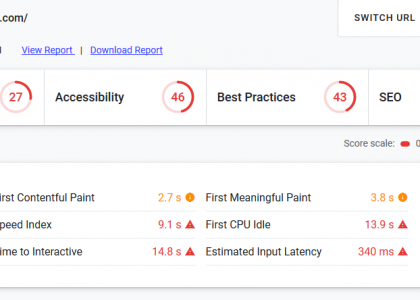 .com/
SWITCH URL
View Report | Download Report
27 Accessibility 46 Best Practices 43 SEO
Score scale: 0
irst Contentful Paint 2.7 s First Meaningful Paint 3.8 s
peed Index 9.1 s First CPU Idle 13.9 s
ime to Interactive 14.8 s Estimated Input Latency 340 ms